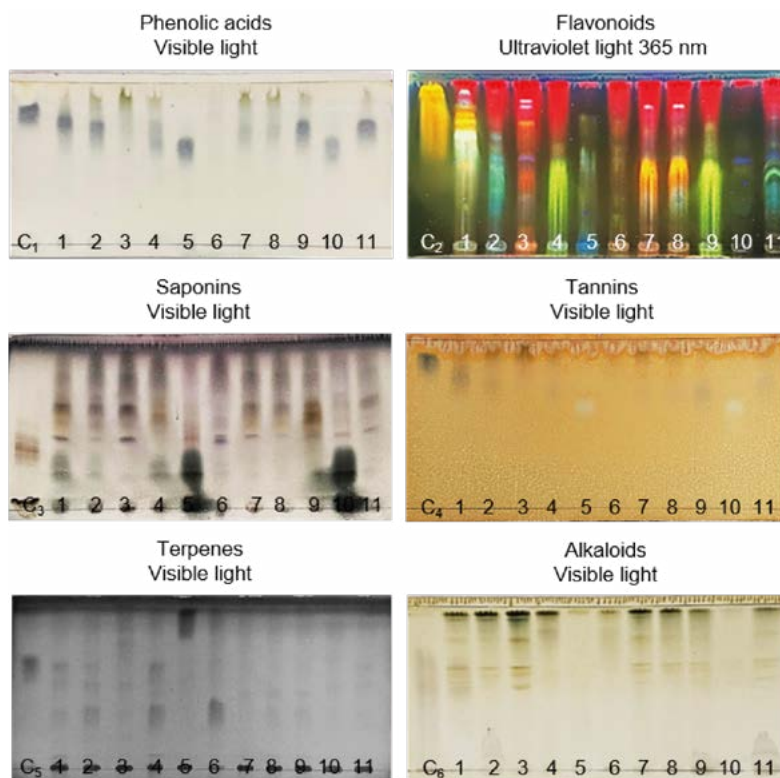 Phenolic acids
Visible light
C1 1 2 3 4 5 6 7 8 9 10 11
Flavonoids
Ultraviolet light 365 nm
C2 1 2 3 4 5 6 7 8 9 10 11
Saponins
Visible light
C3 1 2 3 4 5 6 7 8 9 10 11
Tannins
Visible light
C4 1 2 3 4 5 6 7 8 9 10 11
Terpenes
Visible light
C5 1 2 3 4 5 6 7 8 9 10 11
Alkaloids
Visible light
C6 1 2 3 4 5 6 7 8 9 10 11